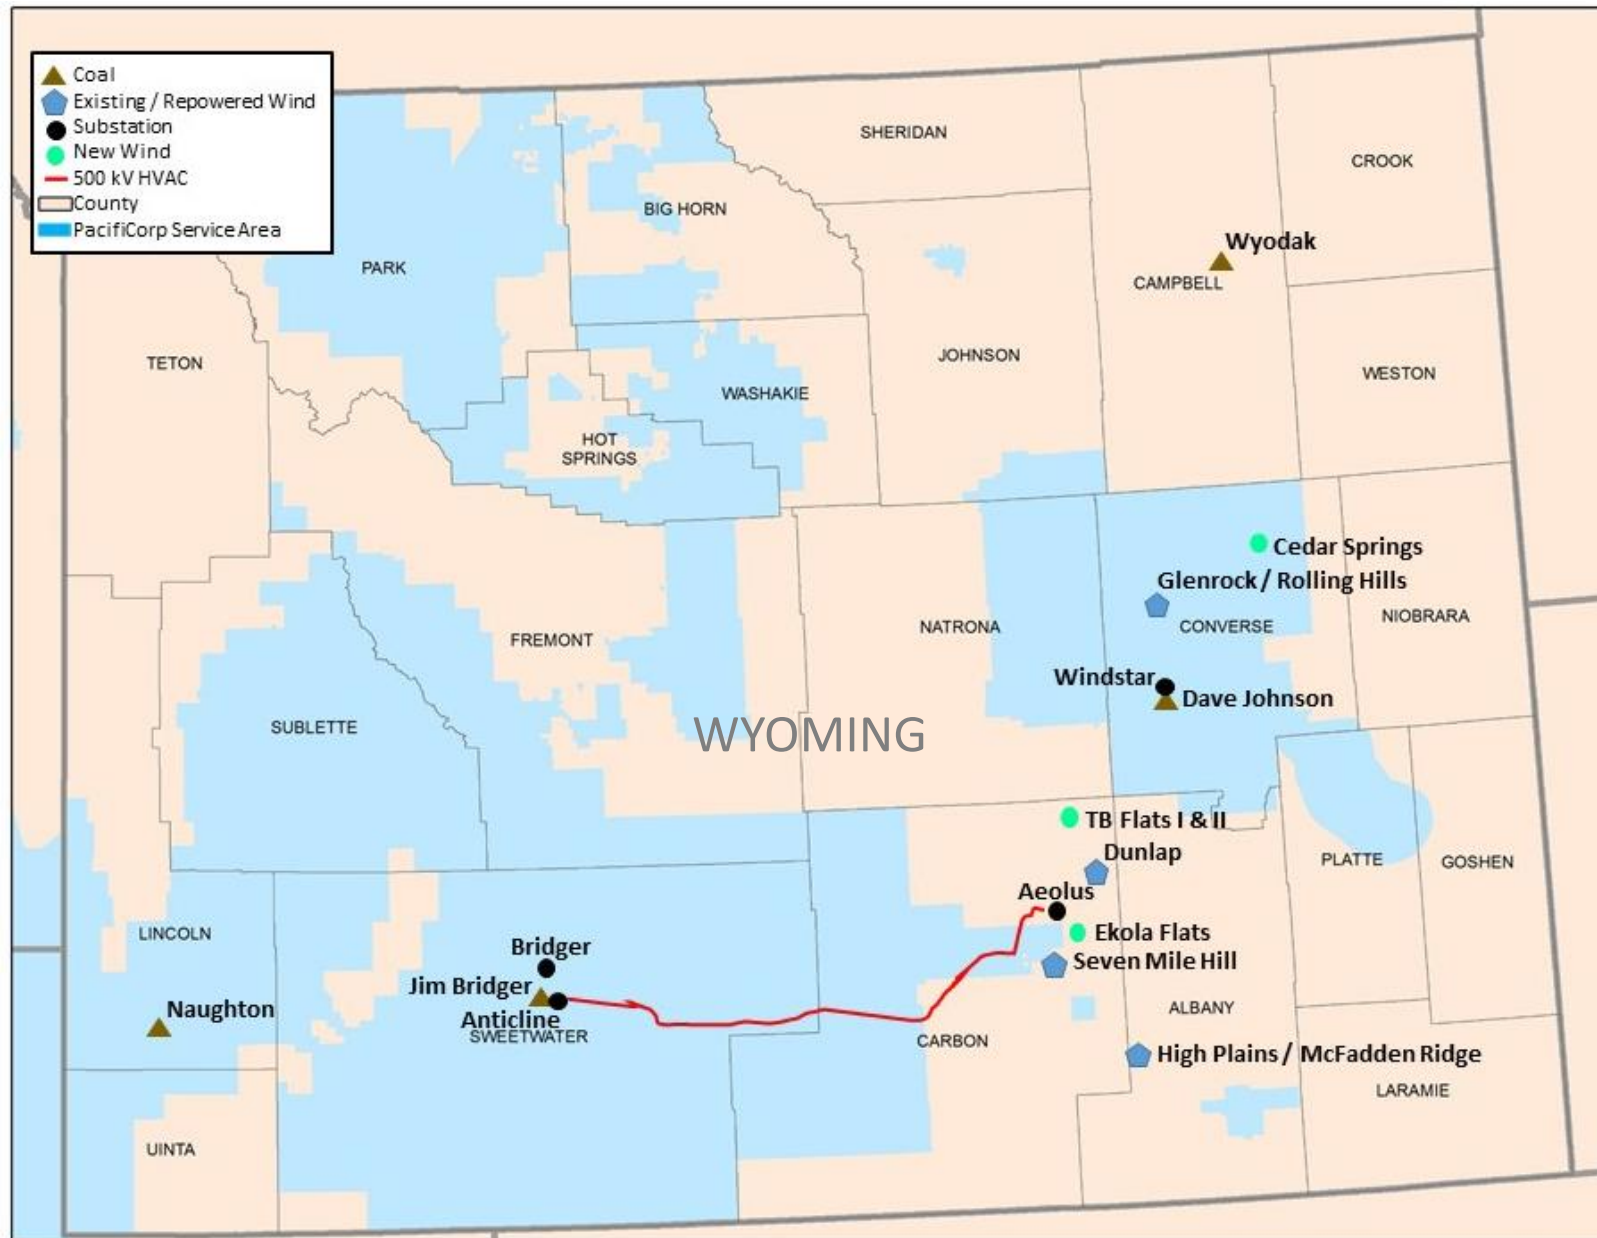 Coal
Existing / Repowered Wind
Substation
New Wind
500 kV HVAC
County
PacifiCorp Service Area
SHERIDAN
CROOK
BIG HORN
Wyodak
PARK
CAMPBELL
TETON
JOHNSON
WESTON
WASHAKIE
HOT
SPRINGS
Cedar Springs
Glenrock / Rolling Hills
NIOBRARA
CONVERSE
NATRONA
FREMONT
Windstar
Dave Johnson
SUBLETTE
WYOMING
TB Flats I & II
Dunlap
PLATTE
GOSHEN
Aeolus
LINCOLN
Ekola Flats
Bridger
Seven Mile Hill
Jim Bridger
Naughton
ALBANY
Anticline
SWEETWATER
CARBON
High Plains / McFadden Ridge
LARAMIE
UINTA